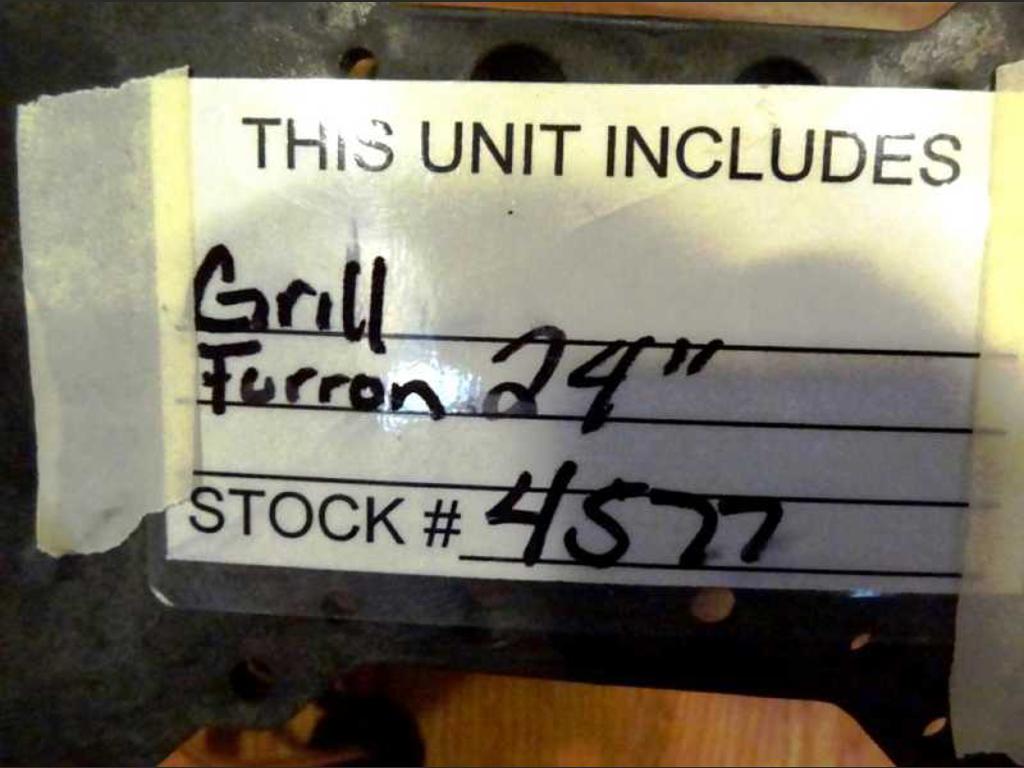 THIS UNIT INCLUDES
Grill
Furron 24"
STOCK # 4577